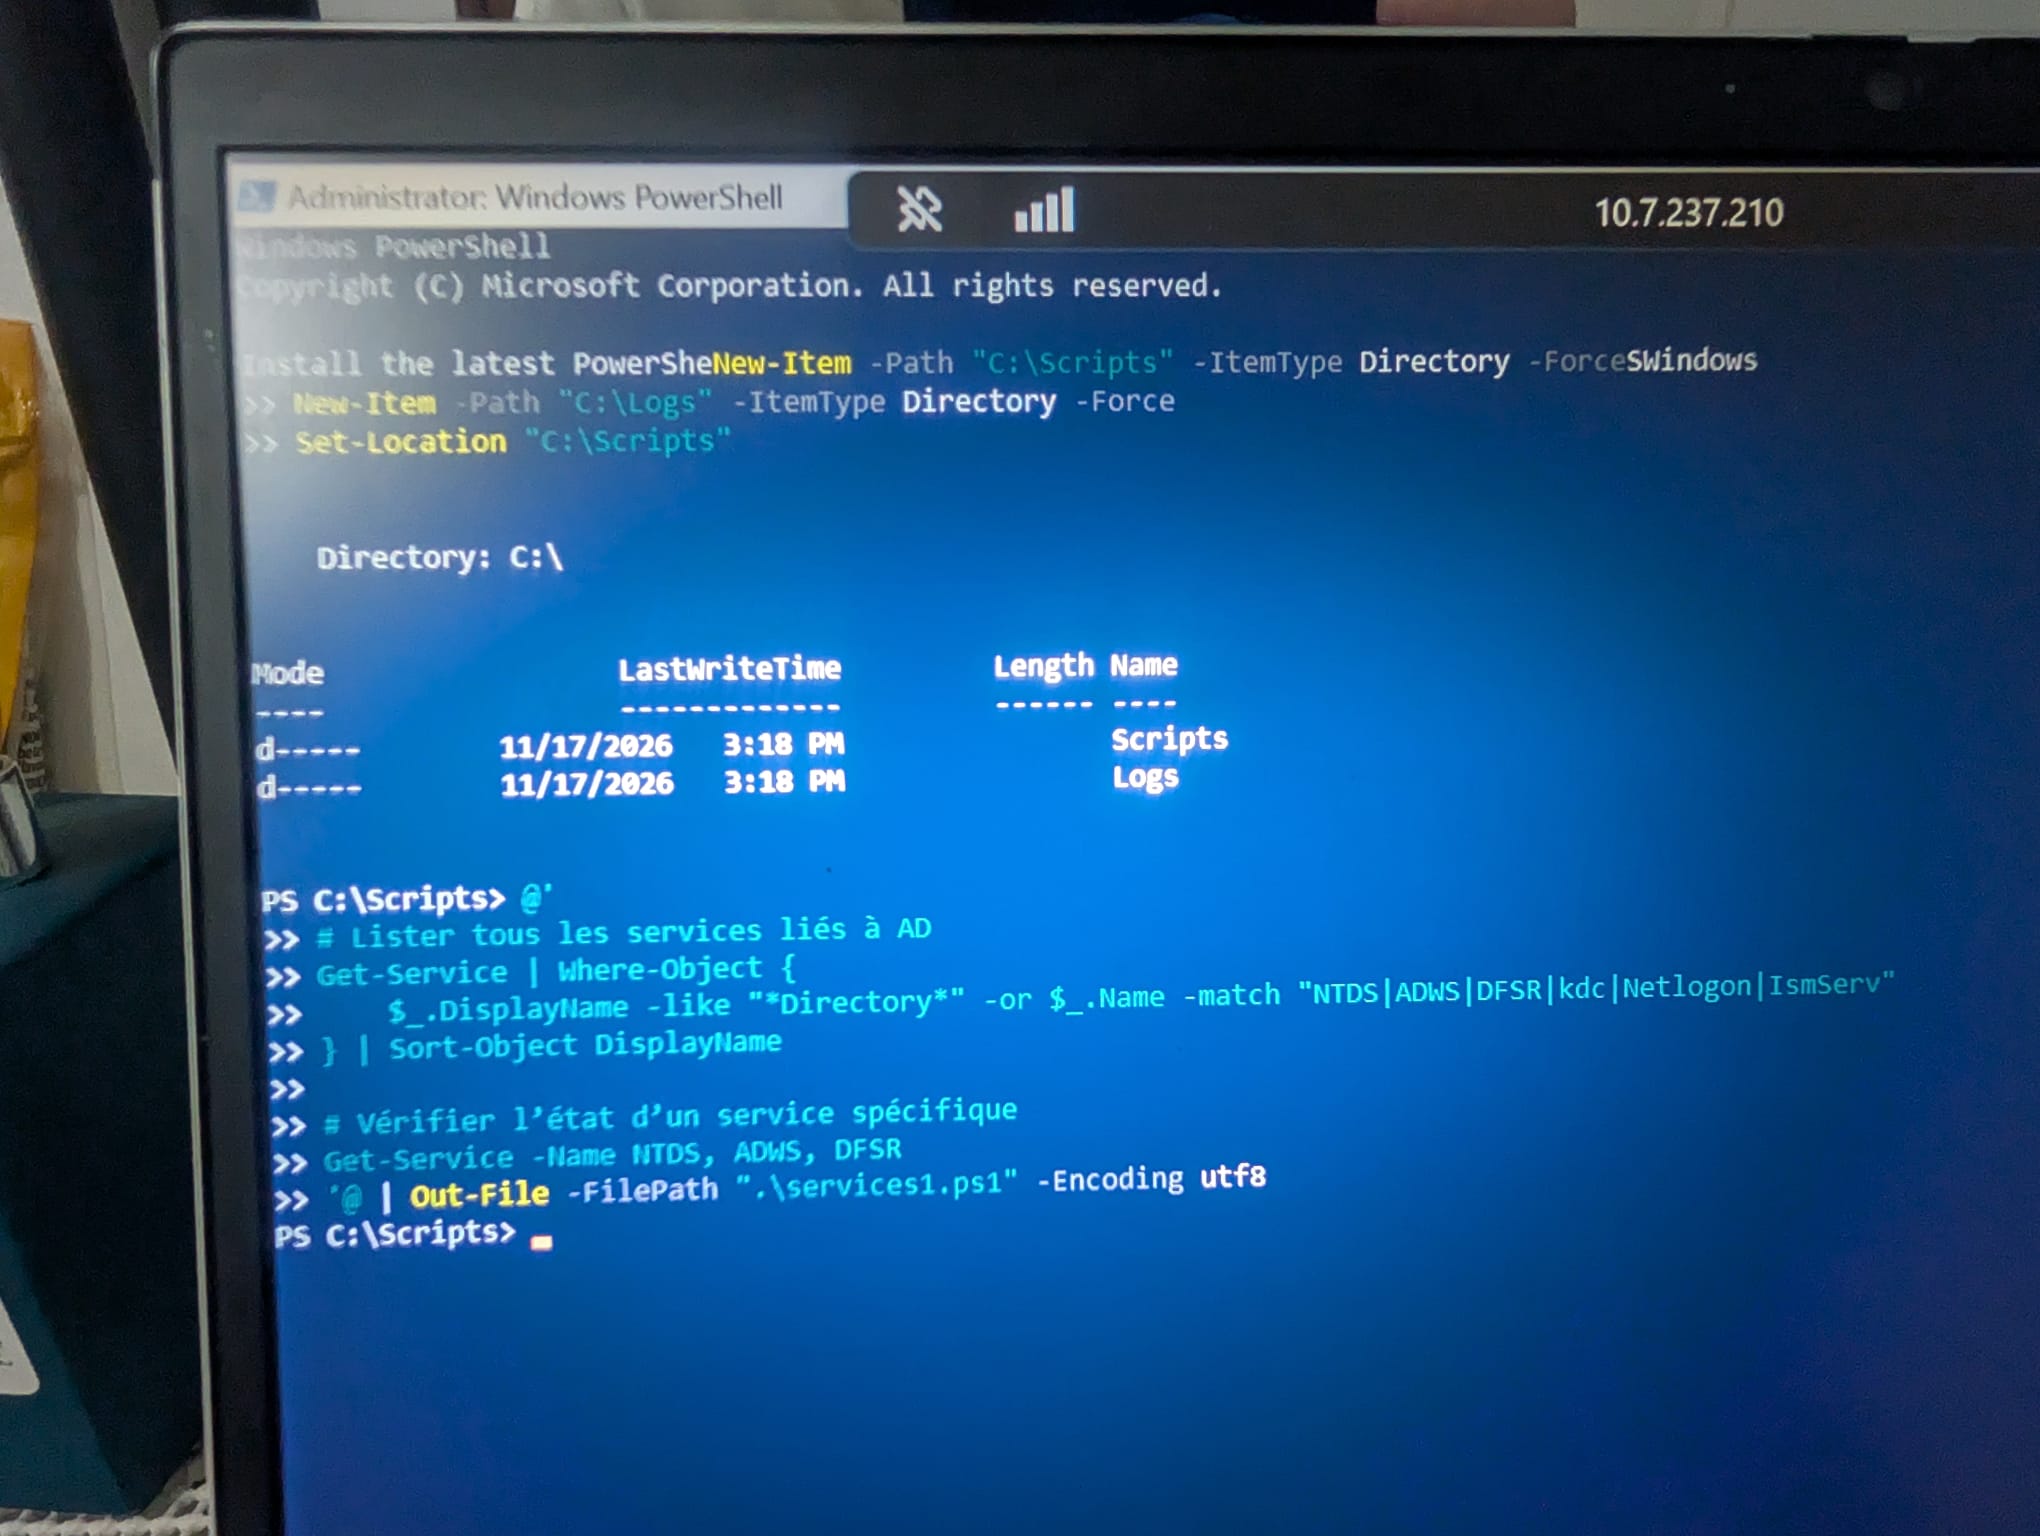 Administrator: Windows PowerShell
10.7.237.210
Windows PowerShell
Copyright (C) Microsoft Corporation. All rights reserved.
Install the latest PowerSheNew-Item -Path "C:\Scripts" -ItemType Directory -ForceSWindows
>> New-Item -Path "C:\Logs" -ItemType Directory -Force
>> Set-Location "C:\Scripts"
Directory: C:\
Mode LastWriteTime Length Name
---- ------------- ------ ----
d----- 11/17/2026 3:18 PM Scripts
d----- 11/17/2026 3:18 PM Logs
PS C:\Scripts> @'
>> # Lister tous les services liés à AD
>> Get-Service | Where-Object {
>> $_.DisplayName -like "*Directory*" -or $_.Name -match "NTDS|ADWS|DFSR|kdc|Netlogon|IsmServ"
>> } | Sort-Object DisplayName
>>
>> # Vérifier l’état d’un service spécifique
>> Get-Service -Name NTDS, ADWS, DFSR
>> '@ | Out-File -FilePath ".\services1.ps1" -Encoding utf8
PS C:\Scripts>